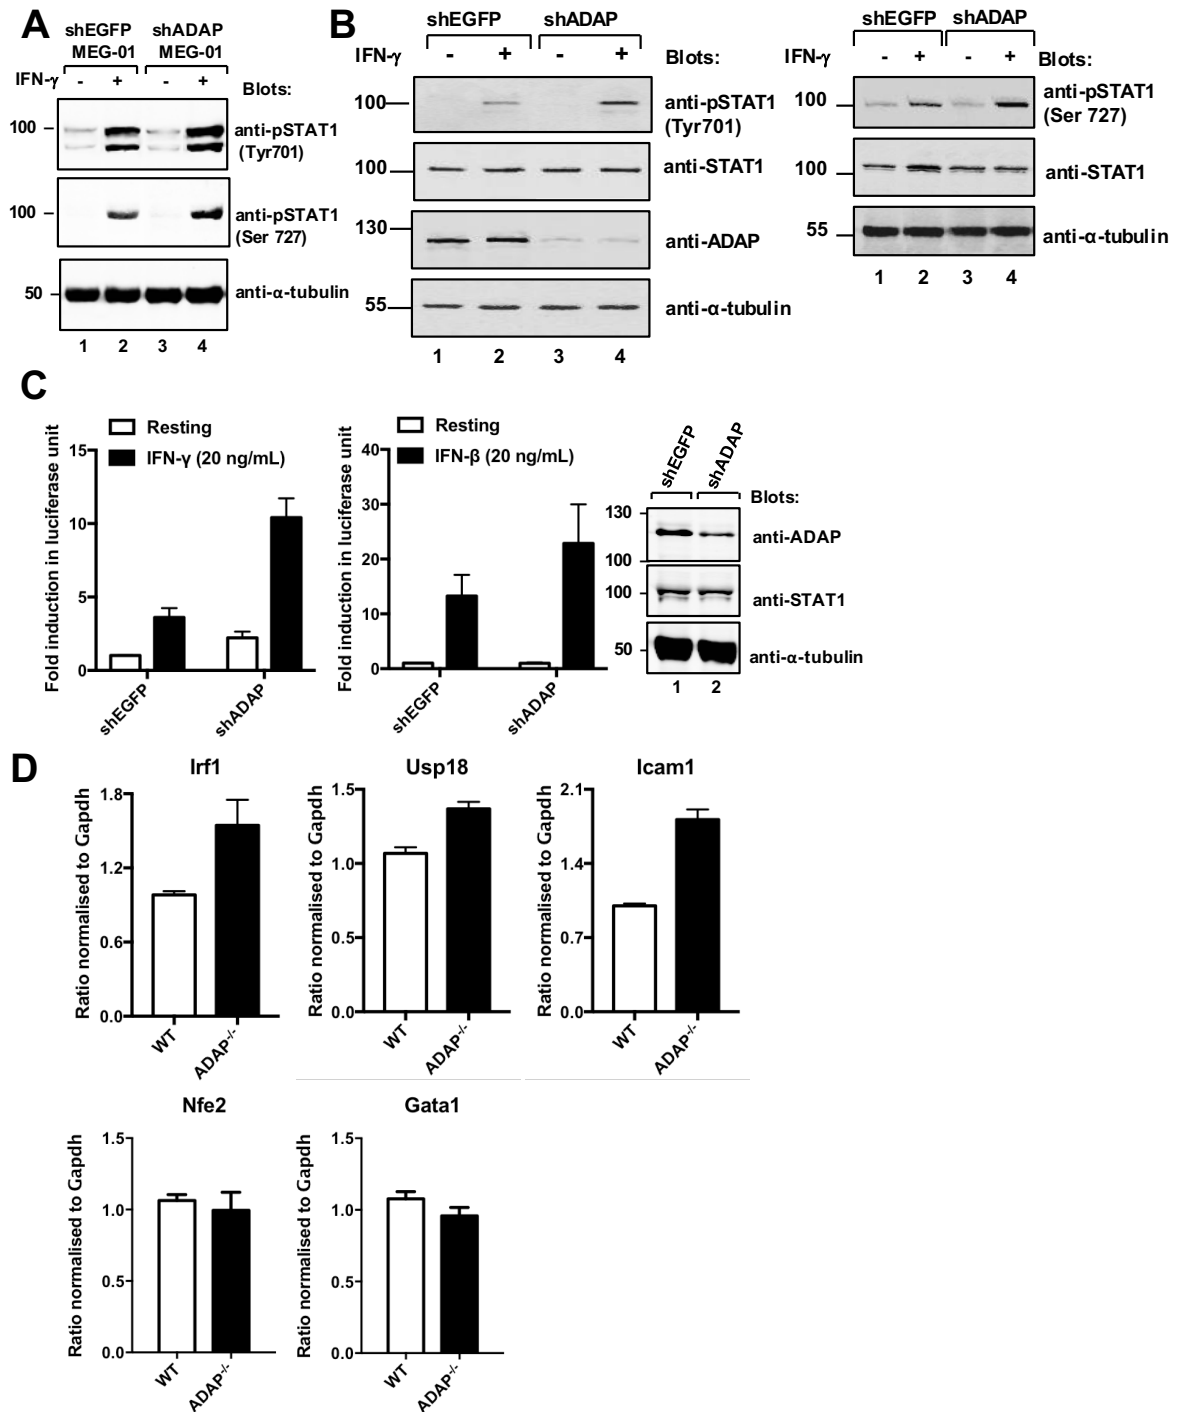 A
shEGFP shADAP
MEG-01 MEG-01
IFN-γ - + - +
Blots:
100
anti-pSTAT1
(Tyr701)
100
anti-pSTAT1
(Ser 727)
50
anti-α-tubulin
1 2 3 4
B
shEGFP shADAP
IFN-γ - + - +
Blots:
100
anti-pSTAT1
(Tyr701)
100
anti-STAT1
130
anti-ADAP
55
anti-α-tubulin
1 2 3 4
shEGFP shADAP
IFN-γ - + - +
Blots:
100
anti-pSTAT1
(Ser 727)
100
anti-STAT1
55
anti-α-tubulin
1 2 3 4
C
Fold induction in luciferase unit
Resting
IFN-γ (20 ng/mL)
15
10
5
0
shEGFP
shADAP
Fold induction in luciferase unit
Resting
IFN-β (20 ng/mL)
40
30
20
10
0
shEGFP
shADAP
shEGFP
shADAP
Blots:
130
anti-ADAP
100
100
anti-STAT1
50
anti-α-tubulin
1 2
D
Irf1
Ratio normalised to Gapdh
1.8
1.2
0.6
0.0
WT
ADAP-/-
Usp18
Ratio normalised to Gapdh
1.5
1.0
0.5
0.0
WT
ADAP-/-
Icam1
Ratio normalised to Gapdh
2.1
1.4
0.7
0.0
WT
ADAP-/-
Nfe2
Ratio normalised to Gapdh
1.5
1.0
0.5
0.0
WT
ADAP-/-
Gata1
Ratio normalised to Gapdh
1.5
1.0
0.5
0.0
WT
ADAP-/-